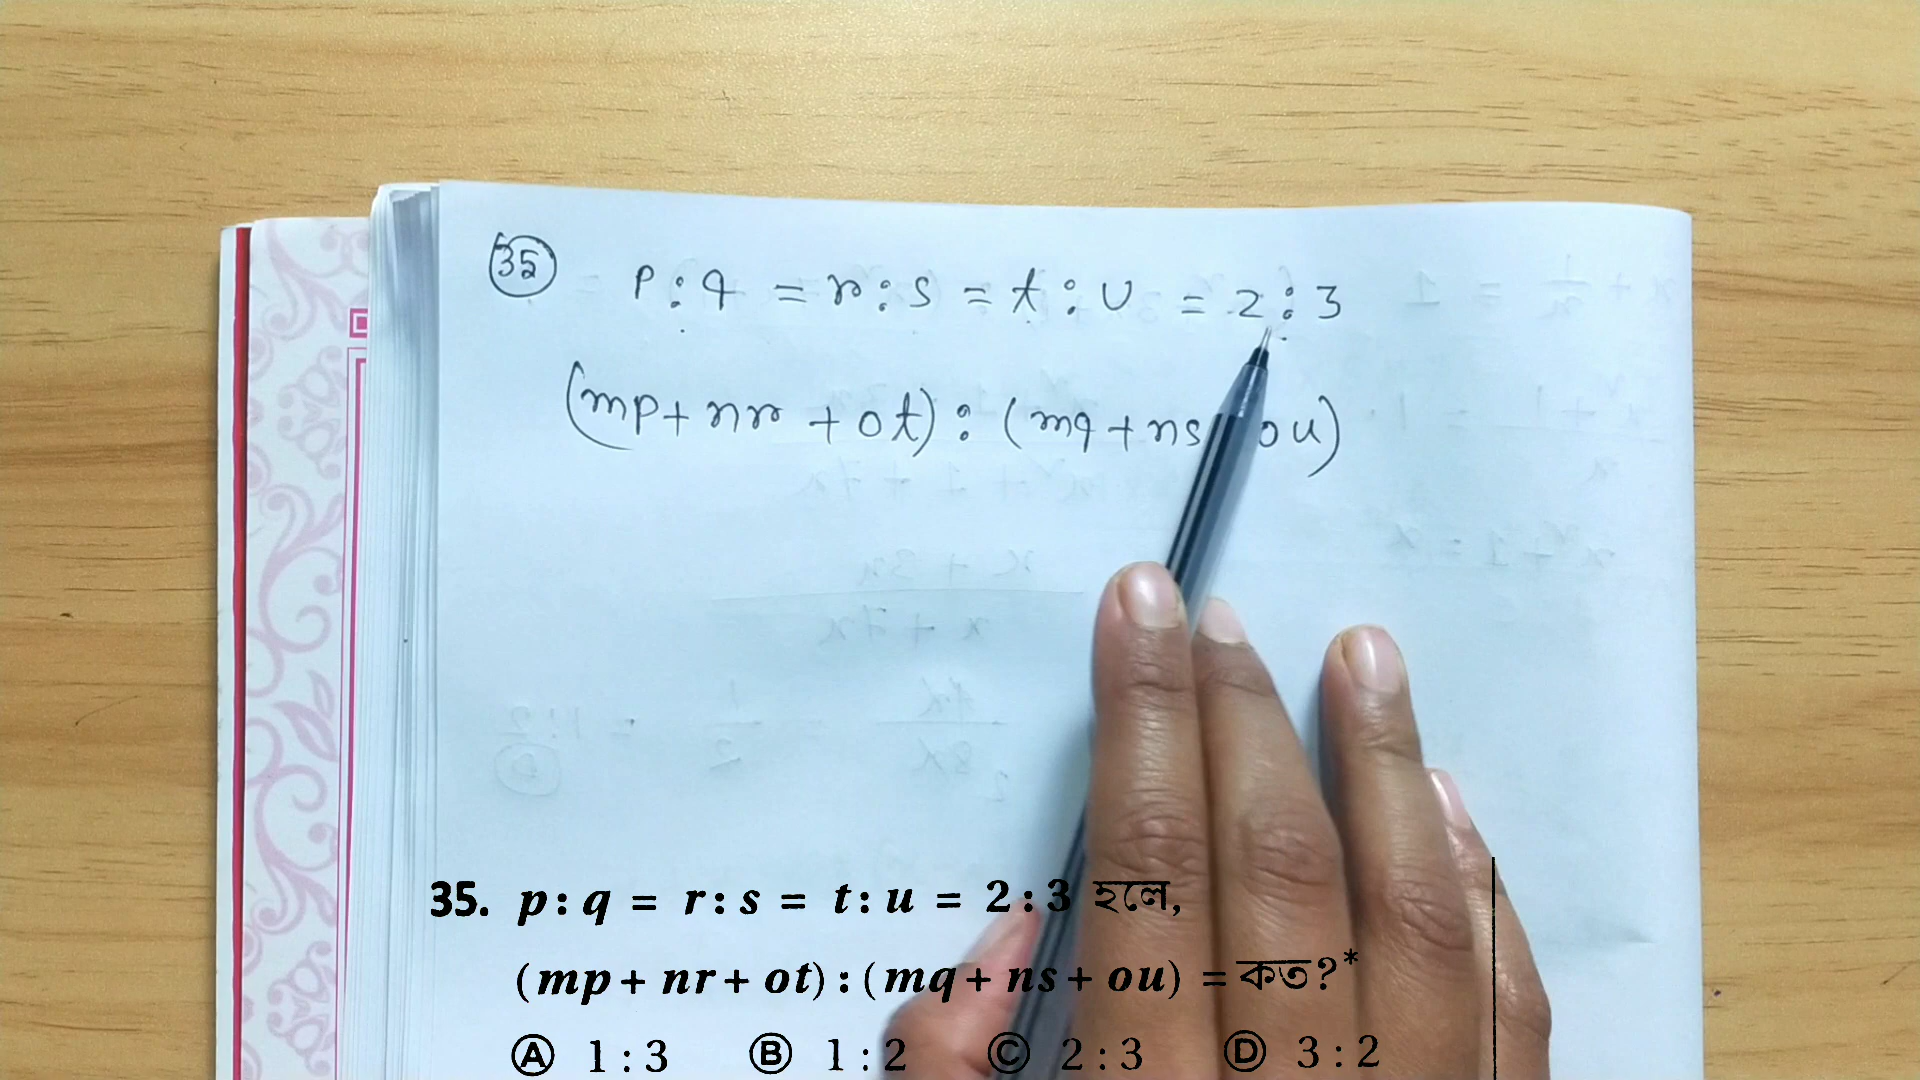 35 p : q = r : s = t : u = 2 : 3
(mp + nr + ot) : (mq + ns ou)
35. p : q = r : s = t : u = 2 : 3 হলে,
(mp + nr + ot) : (mq + ns + ou) = কত?*
Ⓐ 1 : 3 Ⓑ 1 : 2 Ⓒ 2 : 3 Ⓓ 3 : 2